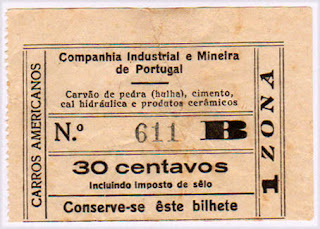 CARROS AMERICANOS
Companhia Industrial e Mineira
de Portugal
Carvão de pedra (hulha), cimento,
cal hidráulica e produtos cerâmicos
N.º 611 B
30 centavos
Incluindo imposto de sêlo
Conserve-se êste bilhete
1 ZONA